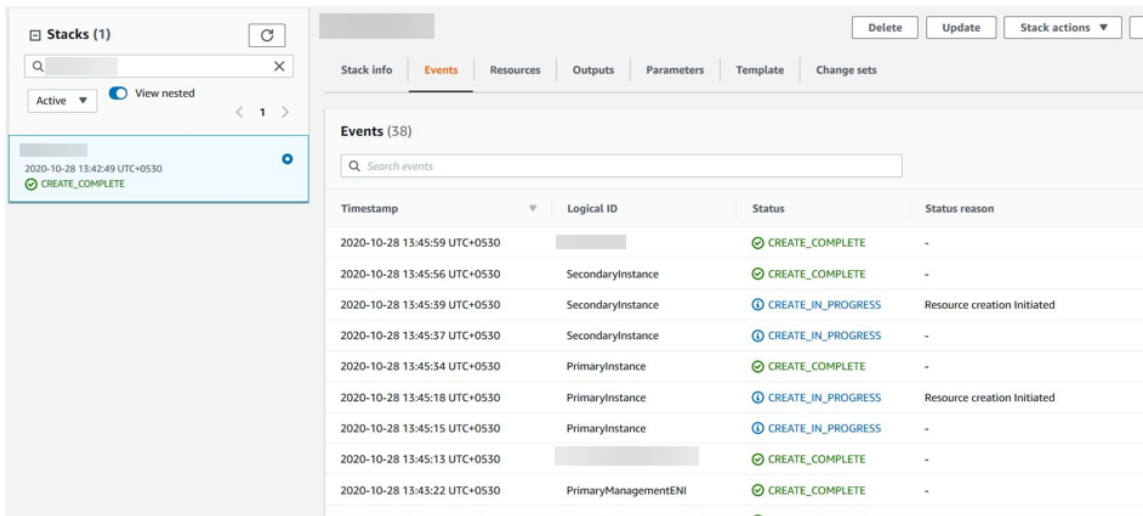 Stacks (1)
Active
View nested
1
2020-10-28 13:42:49 UTC+0530
CREATE_COMPLETE
Delete
Update
Stack actions
Stack info
Events
Resources
Outputs
Parameters
Template
Change sets
Events (38)
Search events
Timestamp Logical ID Status Status reason
2020-10-28 13:45:59 UTC+0530 CREATE_COMPLETE -
2020-10-28 13:45:56 UTC+0530 SecondaryInstance CREATE_COMPLETE -
2020-10-28 13:45:39 UTC+0530 SecondaryInstance CREATE_IN_PROGRESS Resource creation Initiated
2020-10-28 13:45:37 UTC+0530 SecondaryInstance CREATE_IN_PROGRESS -
2020-10-28 13:45:34 UTC+0530 PrimaryInstance CREATE_COMPLETE -
2020-10-28 13:45:18 UTC+0530 PrimaryInstance CREATE_IN_PROGRESS Resource creation Initiated
2020-10-28 13:45:15 UTC+0530 PrimaryInstance CREATE_IN_PROGRESS -
2020-10-28 13:45:13 UTC+0530 CREATE_COMPLETE -
2020-10-28 13:43:22 UTC+0530 PrimaryManagementENI CREATE_COMPLETE -